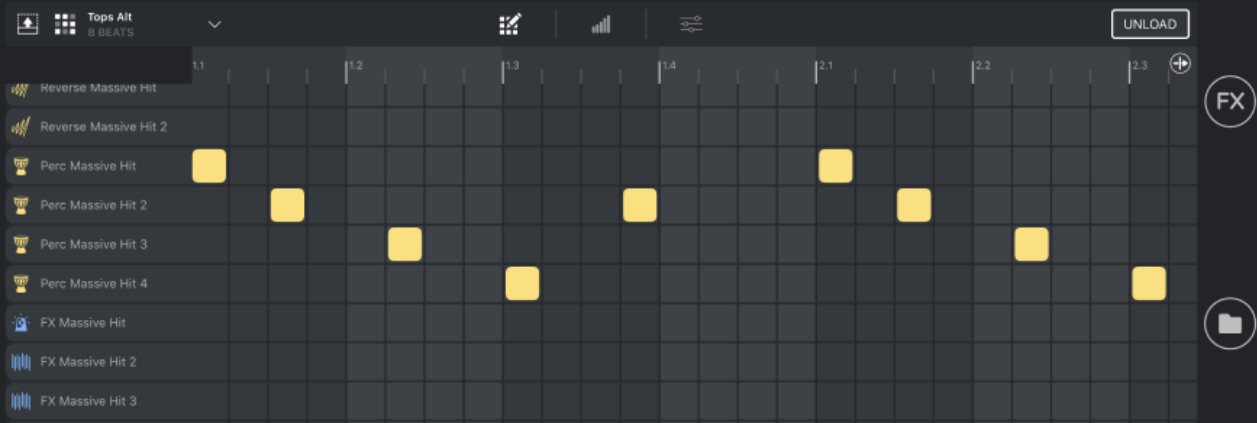 Tops Alt
8 BEATS
UNLOAD
1.1 1.2 1.3 1.4 2.1 2.2 2.3
Reverse Massive Hit
FX
Reverse Massive Hit 2
Perc Massive Hit
Perc Massive Hit 2
Perc Massive Hit 3
Perc Massive Hit 4
FX Massive Hit
FX Massive Hit 2
FX Massive Hit 3